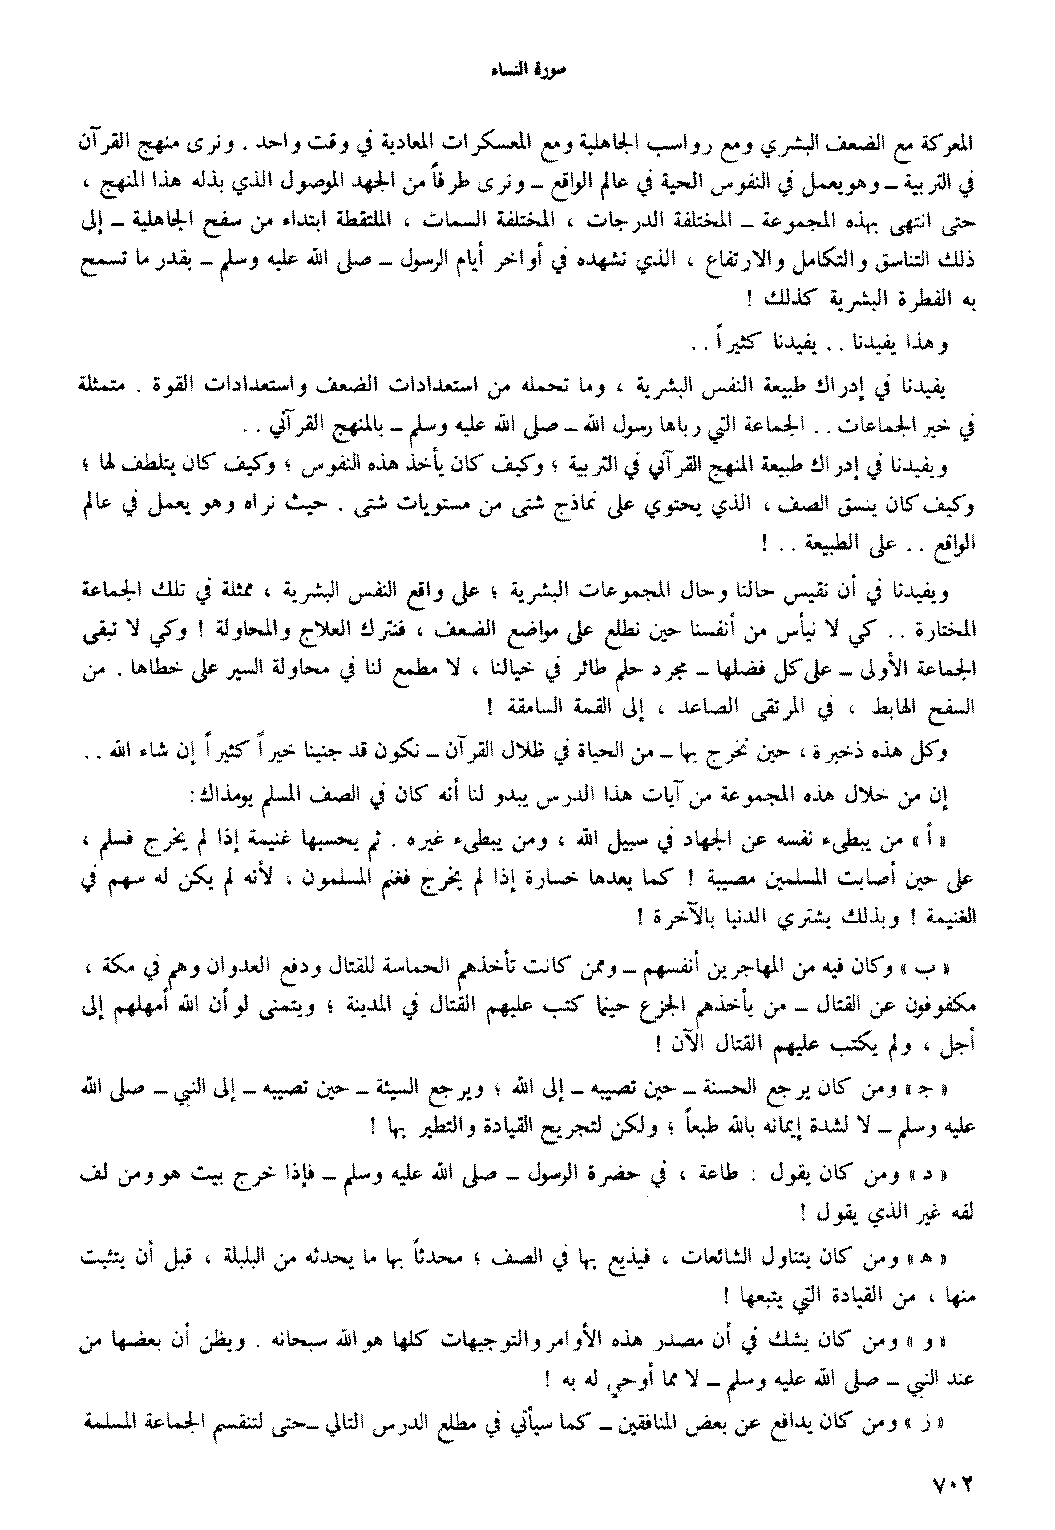 سورة النساء
المعركة مع الضعف البشري ومع رواسب الجاهلية ومع المعسكرات المعادية في وقت واحد . ونرى منهج القرآن
في التربية – وهو يعمل في النفوس الحية في عالم الواقع – ونرى طرفاً من الجهد الموصول الذي بذله هذا المنهج ،
حتى انتهى بهذه المجموعة – المختلفة الدرجات ، المختلفة السمات ، الملتقطة ابتداء من سفح الجاهلية – إلى
ذلك التناسق والتكامل والارتفاع ، الذي نشهده في أواخر أيام الرسول – صلى الله عليه وسلم – بقدر ما تسمح
به الفطرة البشرية كذلك !
وهذا يفيدنا . . يفيدنا كثيراً . .
يفيدنا في إدراك طبيعة النفس البشرية ، وما تحمله من استعدادات الضعف واستعدادات القوة . متمثلة
في خير الجماعات . . الجماعة التي رباها رسول الله – صلى الله عليه وسلم – بالمنهج القرآني . .
ويفيدنا في إدراك طبيعة المنهج القرآني في التربية ؛ وكيف كان يأخذ هذه النفوس ؛ وكيف كان يتلطف لها ؛
وكيف كان ينسق الصف ، الذي يحتوي على نماذج شتى من مستويات شتى . حيث نراه وهو يعمل في عالم
الواقع . . على الطبيعة . . !
ويفيدنا في أن نقيس حالنا وحال المجموعات البشرية ؛ على واقع النفس البشرية ، ممثلة في تلك الجماعة
المختارة . . كي لا نيأس من أنفسنا حين نطلع على مواضع الضعف ، فنترك العلاج والمحاولة ! وكي لا تبقى
الجماعة الأولى – على كل فضلها – مجرد حلم طائر في خيالنا ، لا مطمع لنا في محاولة السير على خطاها . من
السفح الهابط ، في المرتقى الصاعد ، إلى القمة السامقة !
وكل هذه ذخيرة ، حين نخرج بها – من الحياة في ظلال القرآن – نكون قد جنينا خيراً كثيراً إن شاء الله . .
إن من خلال هذه المجموعة من آيات هذا الدرس يبدو لنا أنه كان في الصف المسلم يومذاك:
« أ » من يبطىء نفسه عن الجهاد في سبيل الله ، ومن يبطىء غيره . ثم يحسبها غنيمة إذا لم يخرج فسلم ،
على حين أصابت المسلمين مصيبة ! كما يعدها خسارة إذا لم يخرج فغنم المسلمون ، لأنه لم يكن له سهم في
الغنيمة ! وبذلك يشتري الدنيا بالآخرة !
« ب » وكان فيه من المهاجرين أنفسهم – وممن كانت تأخذهم الحماسة للقتال ودفع العدوان وهم في مكة ،
مكفوفون عن القتال – من يأخذهم الجزع حينما كتب عليهم القتال في المدينة ؛ ويتمنى لو أن الله أمهلهم إلى
أجل ، ولم يكتب عليهم القتال الآن !
« ج » ومن كان يرجع الحسنة – حين تصيبه – إلى الله ؛ ويرجع السيئة – حين تصيبه – إلى النبي – صلى الله
عليه وسلم – لا لشدة إيمانه بالله طبعاً ؛ ولكن لتجريح القيادة والتطير بها !
« د » ومن كان يقول : طاعة ، في حضرة الرسول – صلى الله عليه وسلم – فإذا خرج بيت هو ومن لف
لفه غير الذي يقول !
« هـ » ومن كان يتناول الشائعات ، فيذيع بها في الصف ؛ محدثاً بها ما يحدثه من البلبلة ، قبل أن يتثبت
منها ، من القيادة التي يتبعها !
« و » ومن كان يشك في أن مصدر هذه الأوامر والتوجيهات كلها هو الله سبحانه . ويظن أن بعضها من
عند النبي – صلى الله عليه وسلم – لا مما أوحي له به !
« ز » ومن كان يدافع عن بعض المنافقين – كما سيأتي في مطلع الدرس التالي –حتى لتنقسم الجماعة المسلمة
٧٠٢